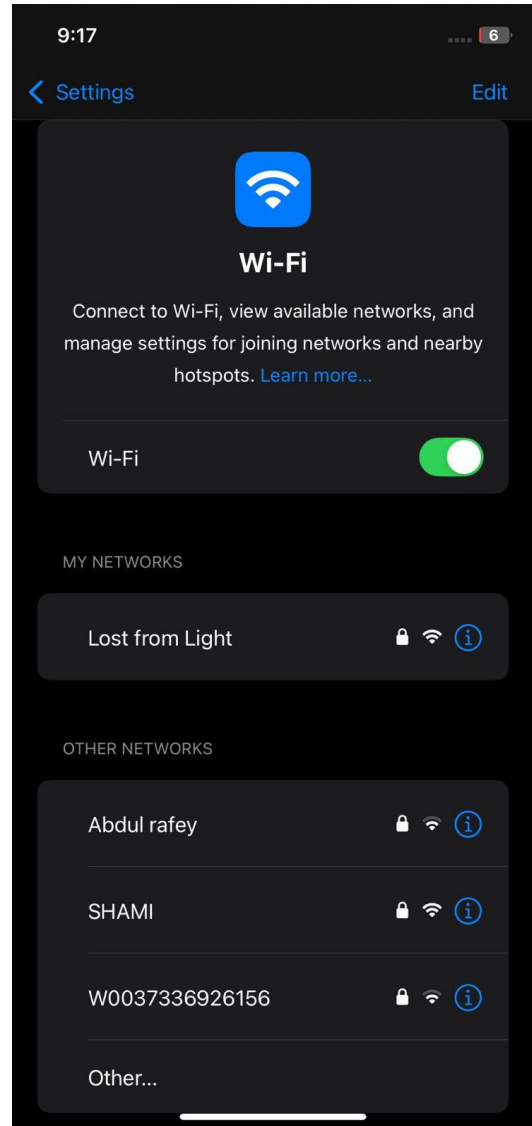 9:17
6
Settings
Edit
Wi-Fi
Connect to Wi-Fi, view available networks, and
manage settings for joining networks and nearby
hotspots. Learn more...
Wi-Fi
MY NETWORKS
Lost from Light
OTHER NETWORKS
Abdul rafey
SHAMI
W0037336926156
Other...